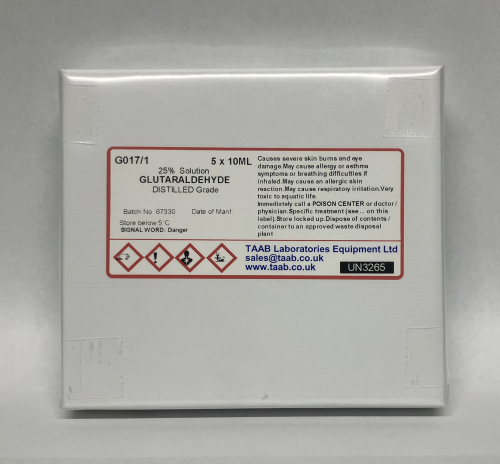 G017/1 5 x 10ML
25% Solution
GLUTARALDEHYDE
DISTILLED Grade
Batch No. 67330 Date of Manf.
Store below 5°C
SIGNAL WORD: Danger
Causes severe skin burns and eye
damage.May cause allergy or asthma
symptoms or breathing difficulties if
inhaled.May cause an allergic skin
reaction.May cause respiratory irritation.Very
toxic to aquatic life.
Immediately call a POISON CENTER or doctor /
physician.Specific treatment (see ... on this
label).Store locked up.Dispose of contents /
container to an approved waste disposal
plant
TAAB Laboratories Equipment Ltd
sales@taab.co.uk
www.taab.co.uk UN3265